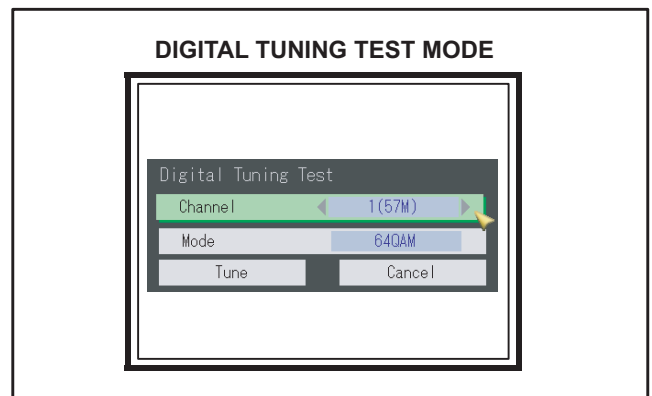 DIGITAL TUNING TEST MODE
Digital Tuning Test
Channel 1(57M)
Mode 64QAM
Tune Cancel